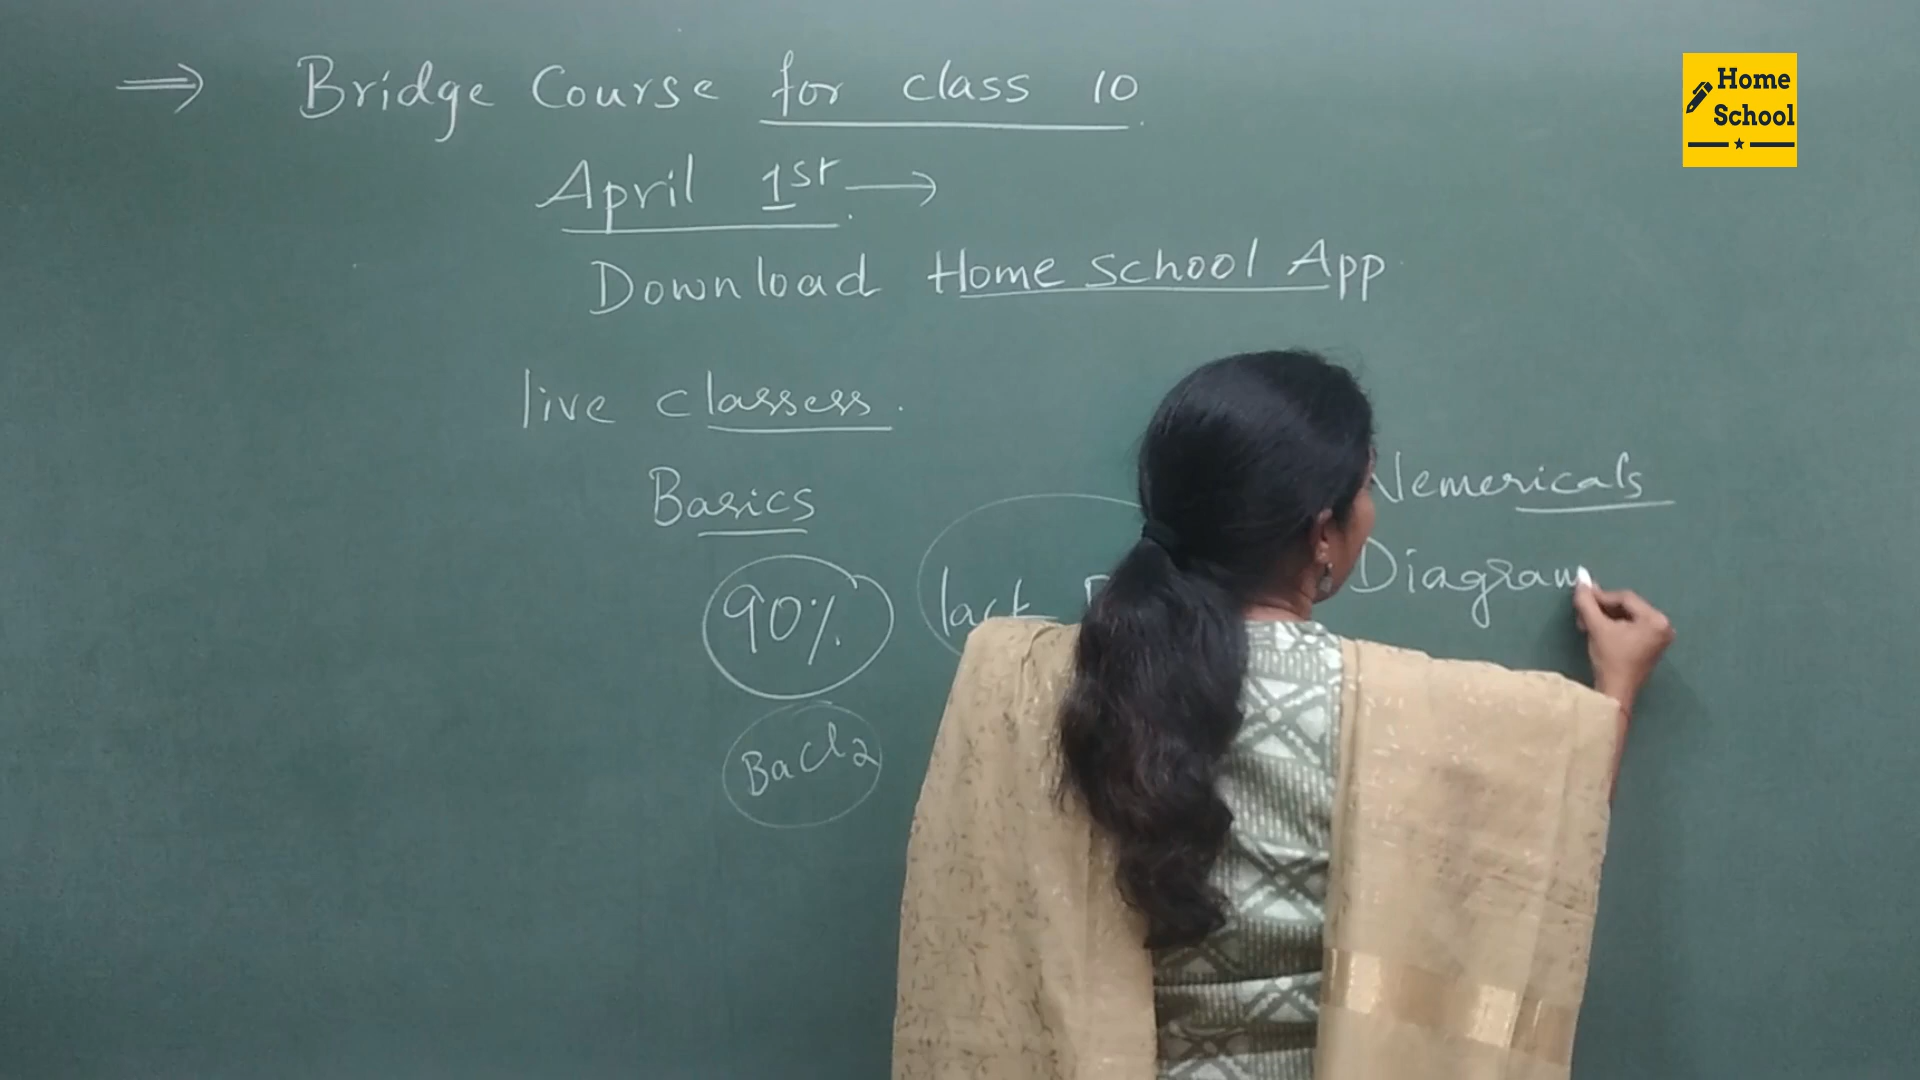 ⇒ Bridge Course for class 10
April 1st. →
Download Home school App
live classess.
Basics
Nemericals
Diagram
90%
BaCl2
Home
School